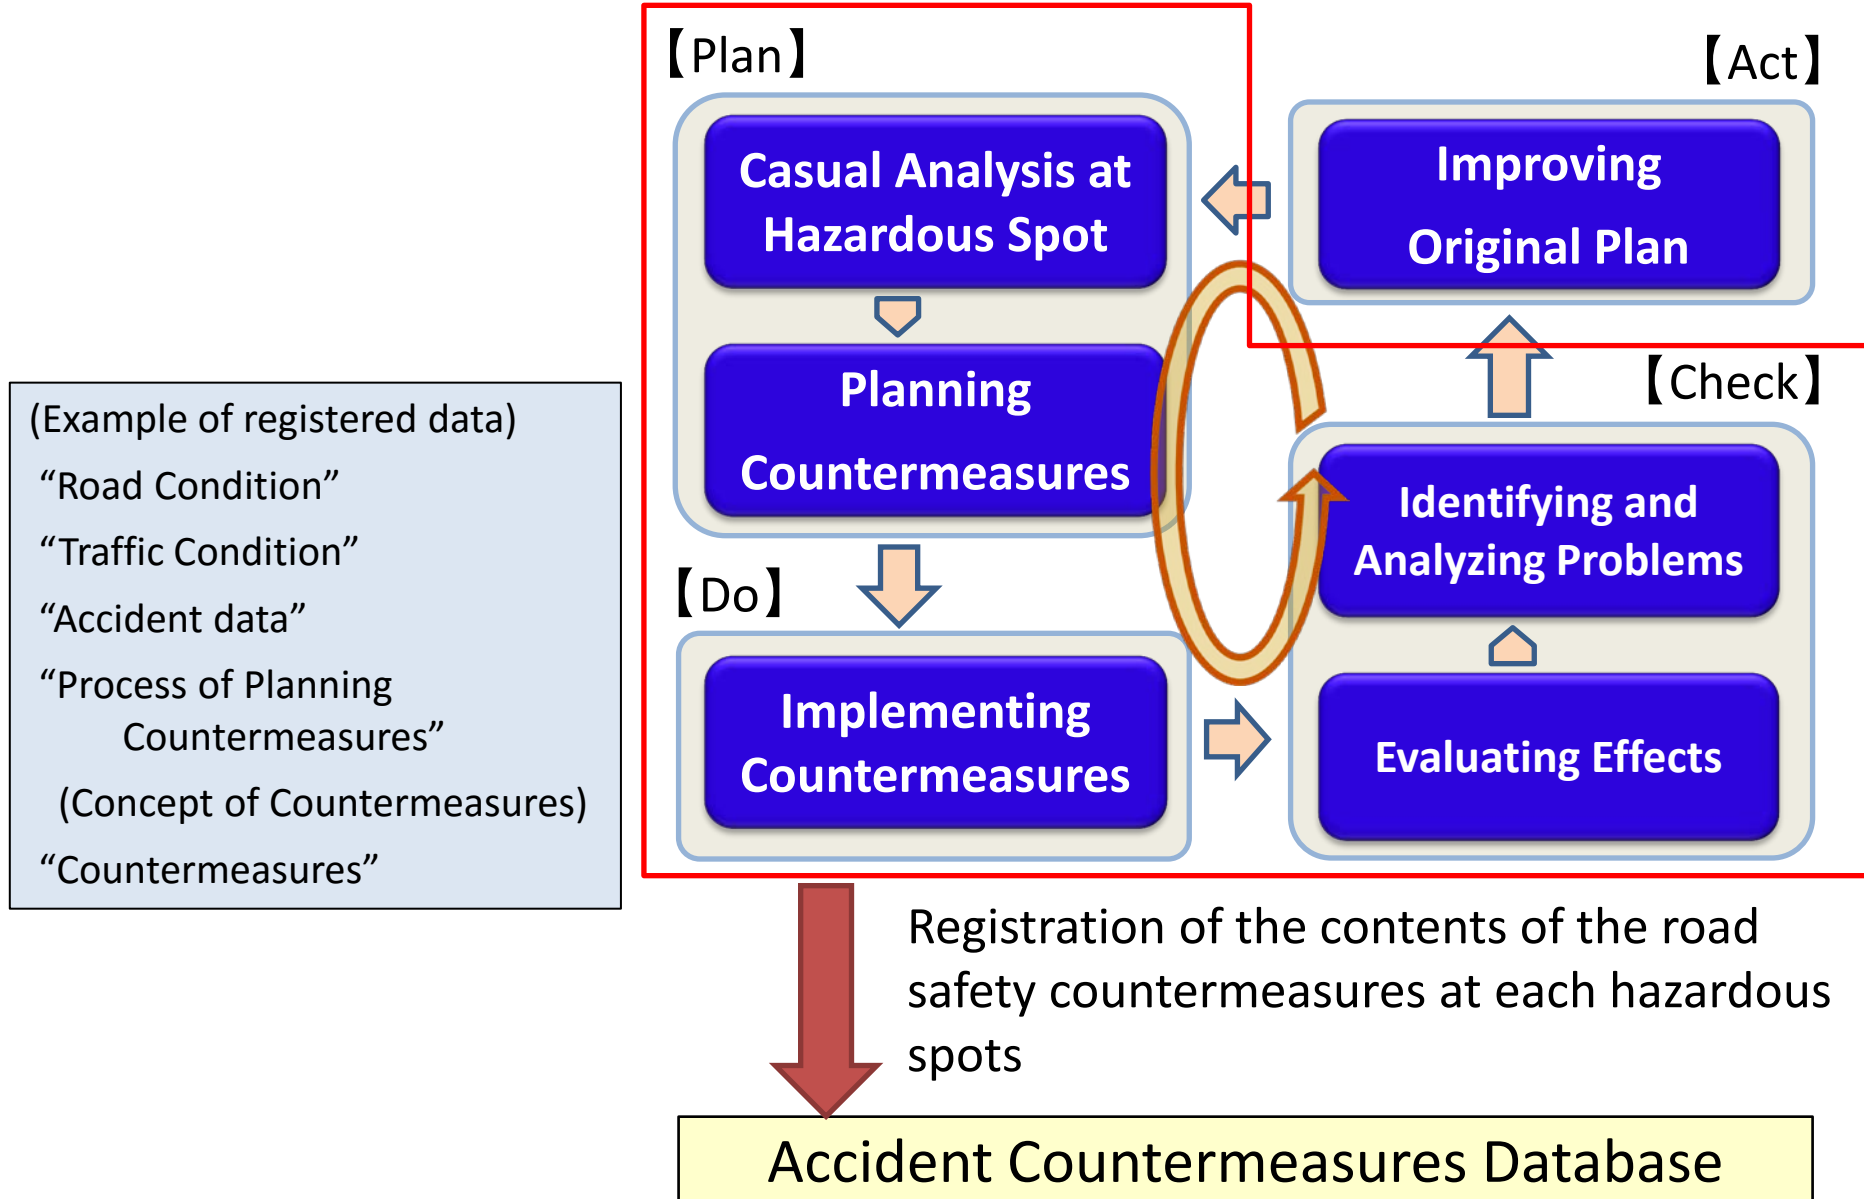 【Plan】
Casual Analysis at
Hazardous Spot
Planning
Countermeasures
【Do】
Implementing
Countermeasures
【Act】
Improving
Original Plan
【Check】
Identifying and
Analyzing Problems
Evaluating Effects
(Example of registered data)
“Road Condition”
“Traffic Condition”
“Accident data”
“Process of Planning
Countermeasures”
(Concept of Countermeasures)
“Countermeasures”
Registration of the contents of the road
safety countermeasures at each hazardous
spots
Accident Countermeasures Database